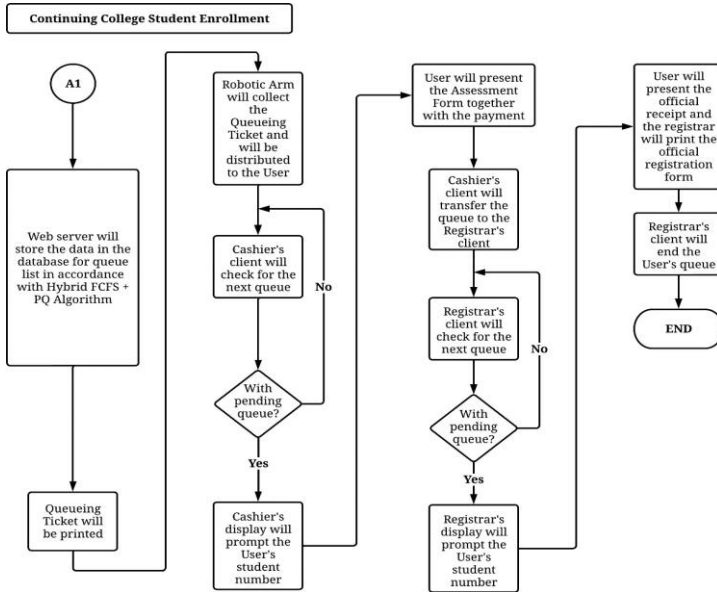 Continuing College Student Enrollment
A1
Web server will
store the data in the
database for queue
list in accordance
with Hybrid FCFS +
PQ Algorithm
Queueing
Ticket will
be printed
Robotic Arm
will collect
the
Queueing
Ticket and
will be
distributed
to the User
Cashier's
client will
check for the
next queue
No
With
pending
queue?
Yes
Cashier's
display will
prompt the
User's
student
number
User will present
the Assessment
Form together
with the payment
Cashier's
client will
transfer the
queue to the
Registrar's
client
Registrar's
client will
check for the
next queue
No
With
pending
queue?
Yes
Registrar's
display will
prompt the
User's
student
number
User will
present the
official
receipt and
the registrar
will print the
official
registration
form
Registrar's
client will
end the
User's queue
END